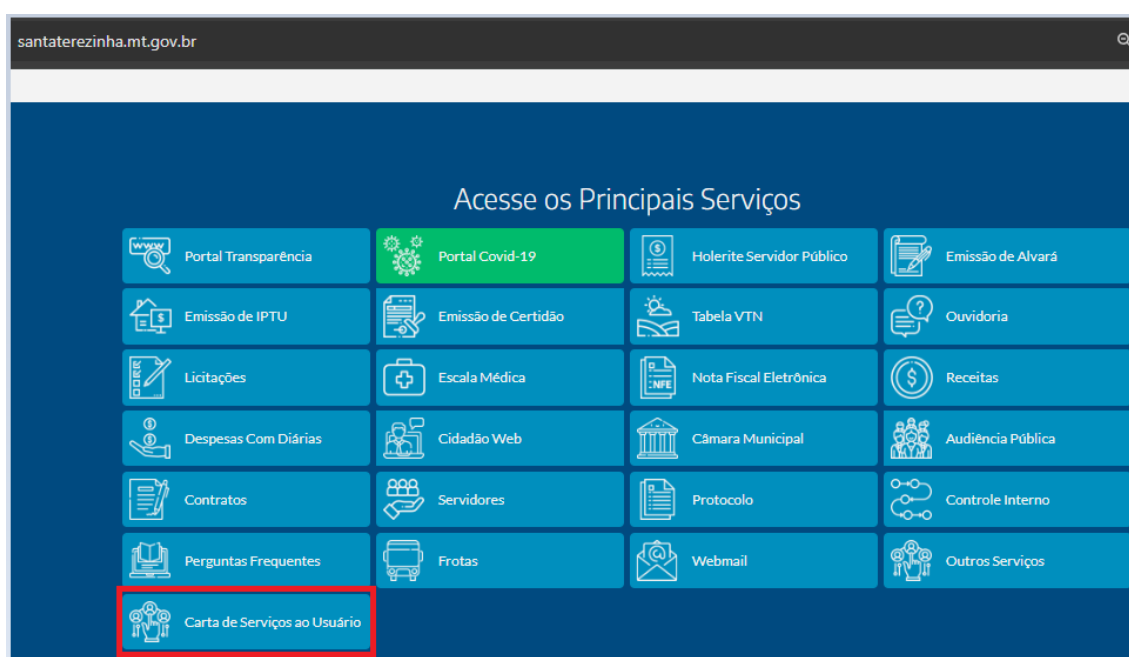 santaterezinha.mt.gov.br
Acesse os Principais Serviços
www
Portal Transparência
Portal Covid-19
$
Holerite Servidor Público
Emissão de Alvará
$
Emissão de IPTU
Emissão de Certidão
Tabela VTN
?
Ouvidoria
Licitações
Escala Médica
NFE
Nota Fiscal Eletrônica
$
Receitas
$
$
Despesas Com Diárias
Cidadão Web
Câmara Municipal
Audiência Pública
Contratos
Servidores
Protocolo
Controle Interno
Perguntas Frequentes
Frotas
@
Webmail
Outros Serviços
Carta de Serviços ao Usuário